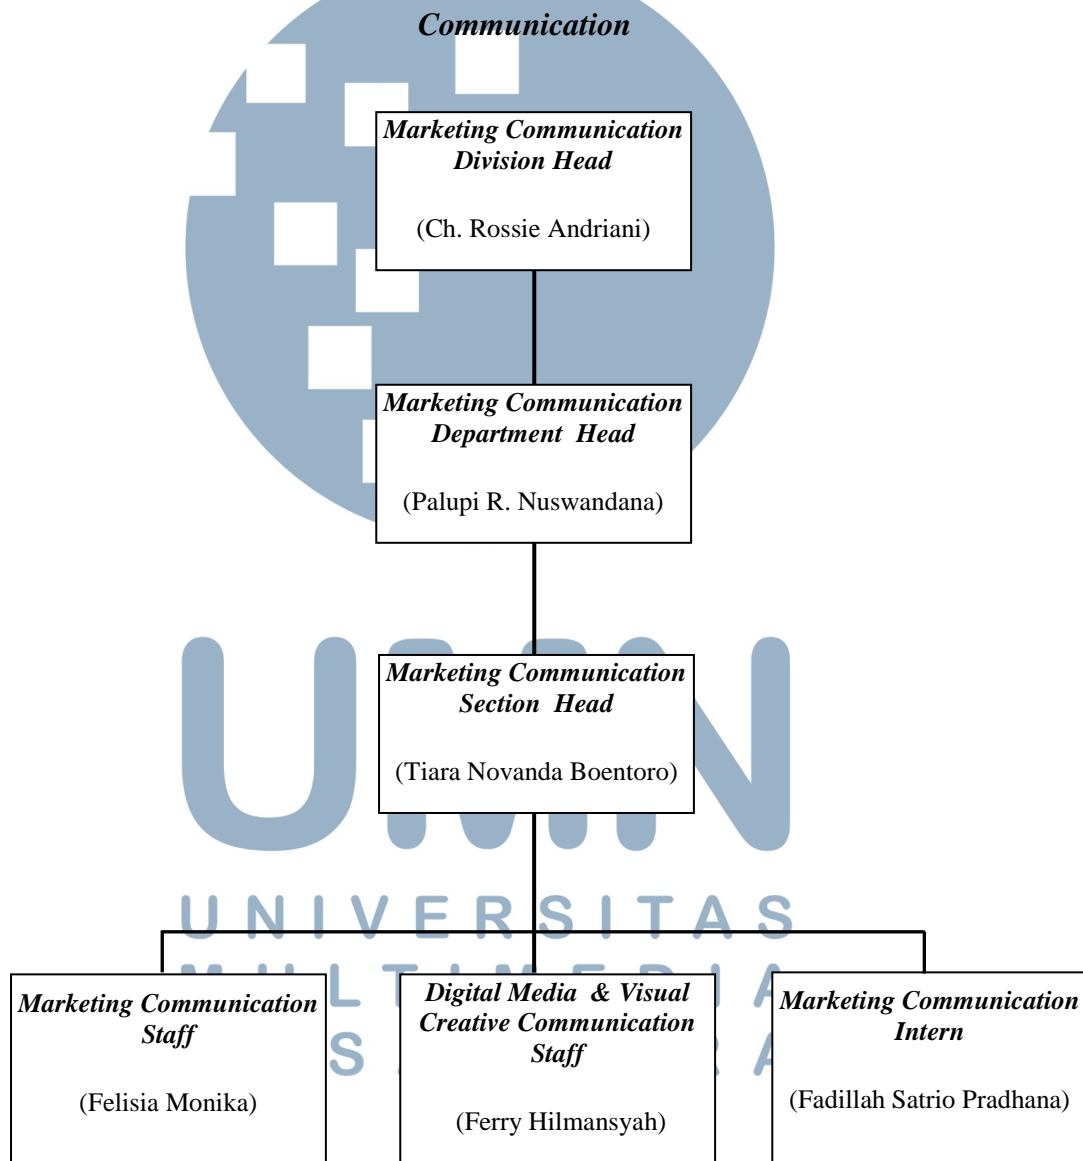 Communication
Marketing Communication
Division Head
(Ch. Rossie Andriani)
Marketing Communication
Department Head
(Palupi R. Nuswandana)
UMN
Marketing Communication
Section Head
(Tiara Novanda Boentoro)
UNIVERSITAS
Marketing Communication
Staff
(Felisia Monika)
Digital Media & Visual
Creative Communication
Staff
(Ferry Hilmansyah)
Marketing Communication
Intern
(Fadillah Satrio Pradhana)